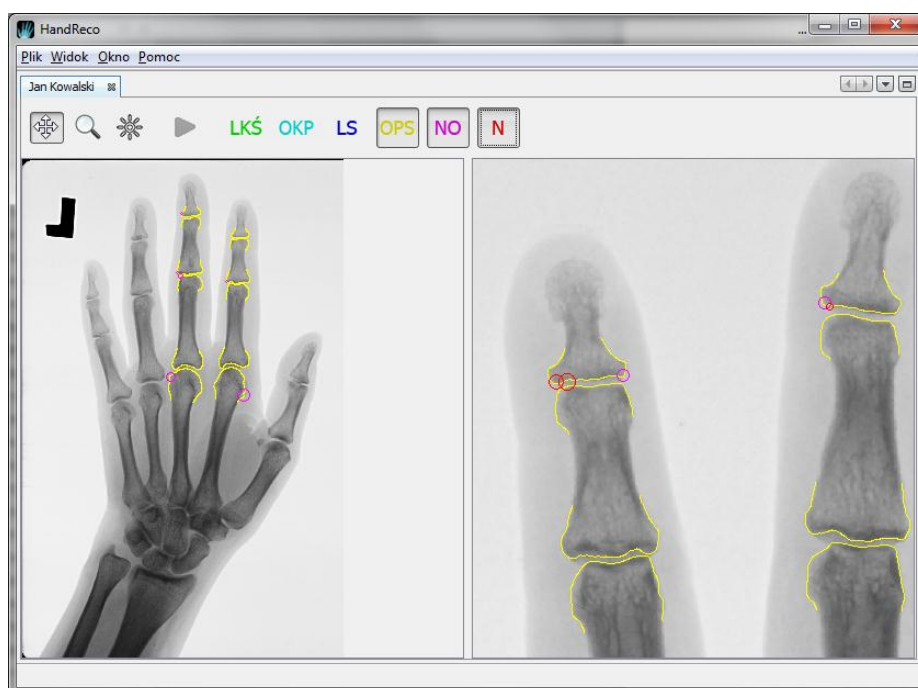 HandReco
...
Plik Widok Okno Pomoc
Jan Kowalski
LKŚ OKP LS OPS NO N
L